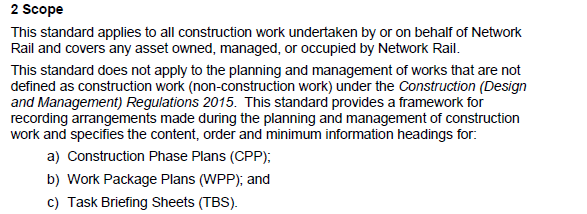 2 Scope
This standard applies to all construction work undertaken by or on behalf of Network
Rail and covers any asset owned, managed, or occupied by Network Rail.
This standard does not apply to the planning and management of works that are not
defined as construction work (non-construction work) under the Construction (Design
and Management) Regulations 2015. This standard provides a framework for
recording arrangements made during the planning and management of construction
work and specifies the content, order and minimum information headings for:
a) Construction Phase Plans (CPP);
b) Work Package Plans (WPP); and
c) Task Briefing Sheets (TBS).